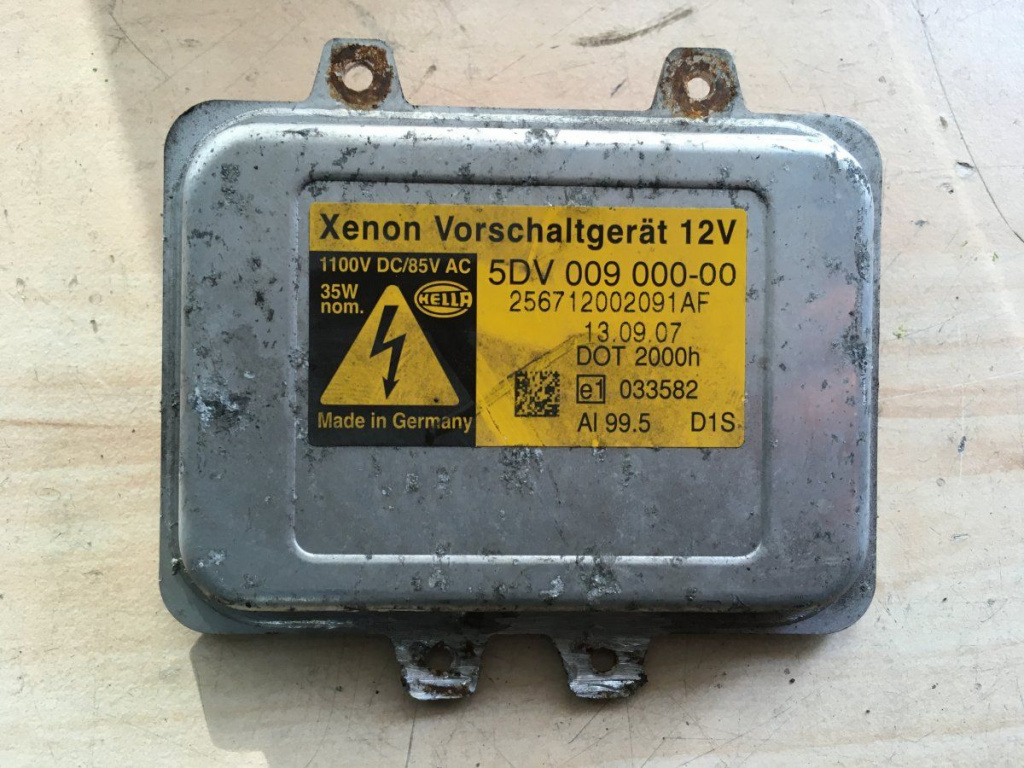 Xenon Vorschaltgerät 12V
1100V DC/85V AC
35W
nom.
HELLA
Made in Germany
5DV 009 000-00
256712002091AF
13.09.07
DOT 2000h
e1 033582
AI 99.5 D1S